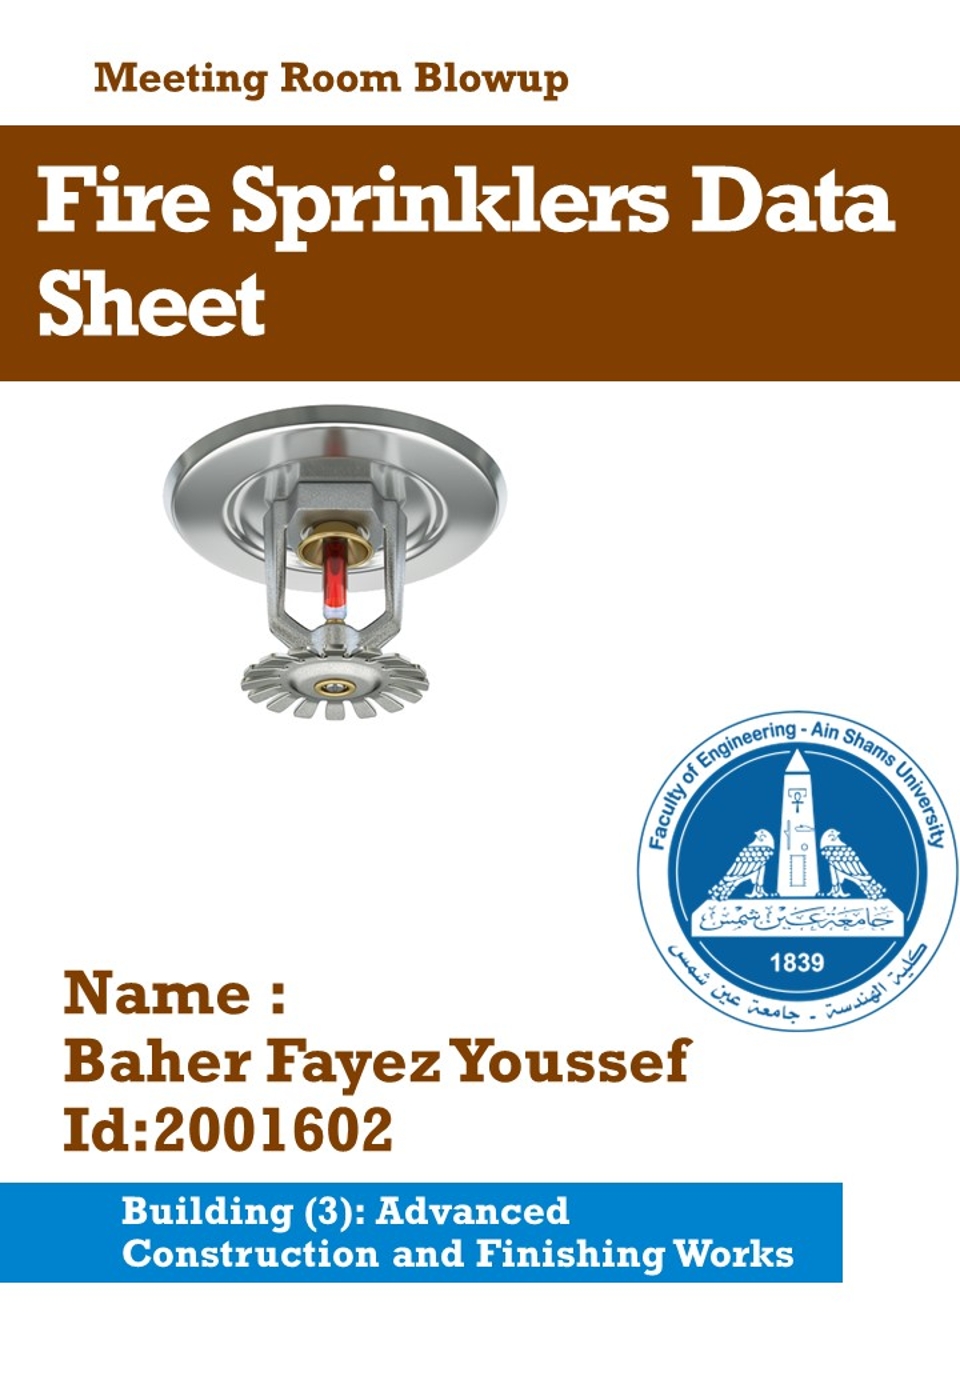 Meeting Room Blowup
Fire Sprinklers Data
Sheet
Faculty of Engineering - Ain Shams University
جامعة عين شمس
1839
كلية الهندسة - جامعة عين شمس
Name :
Baher Fayez Youssef
Id:2001602
Building (3): Advanced
Construction and Finishing Works